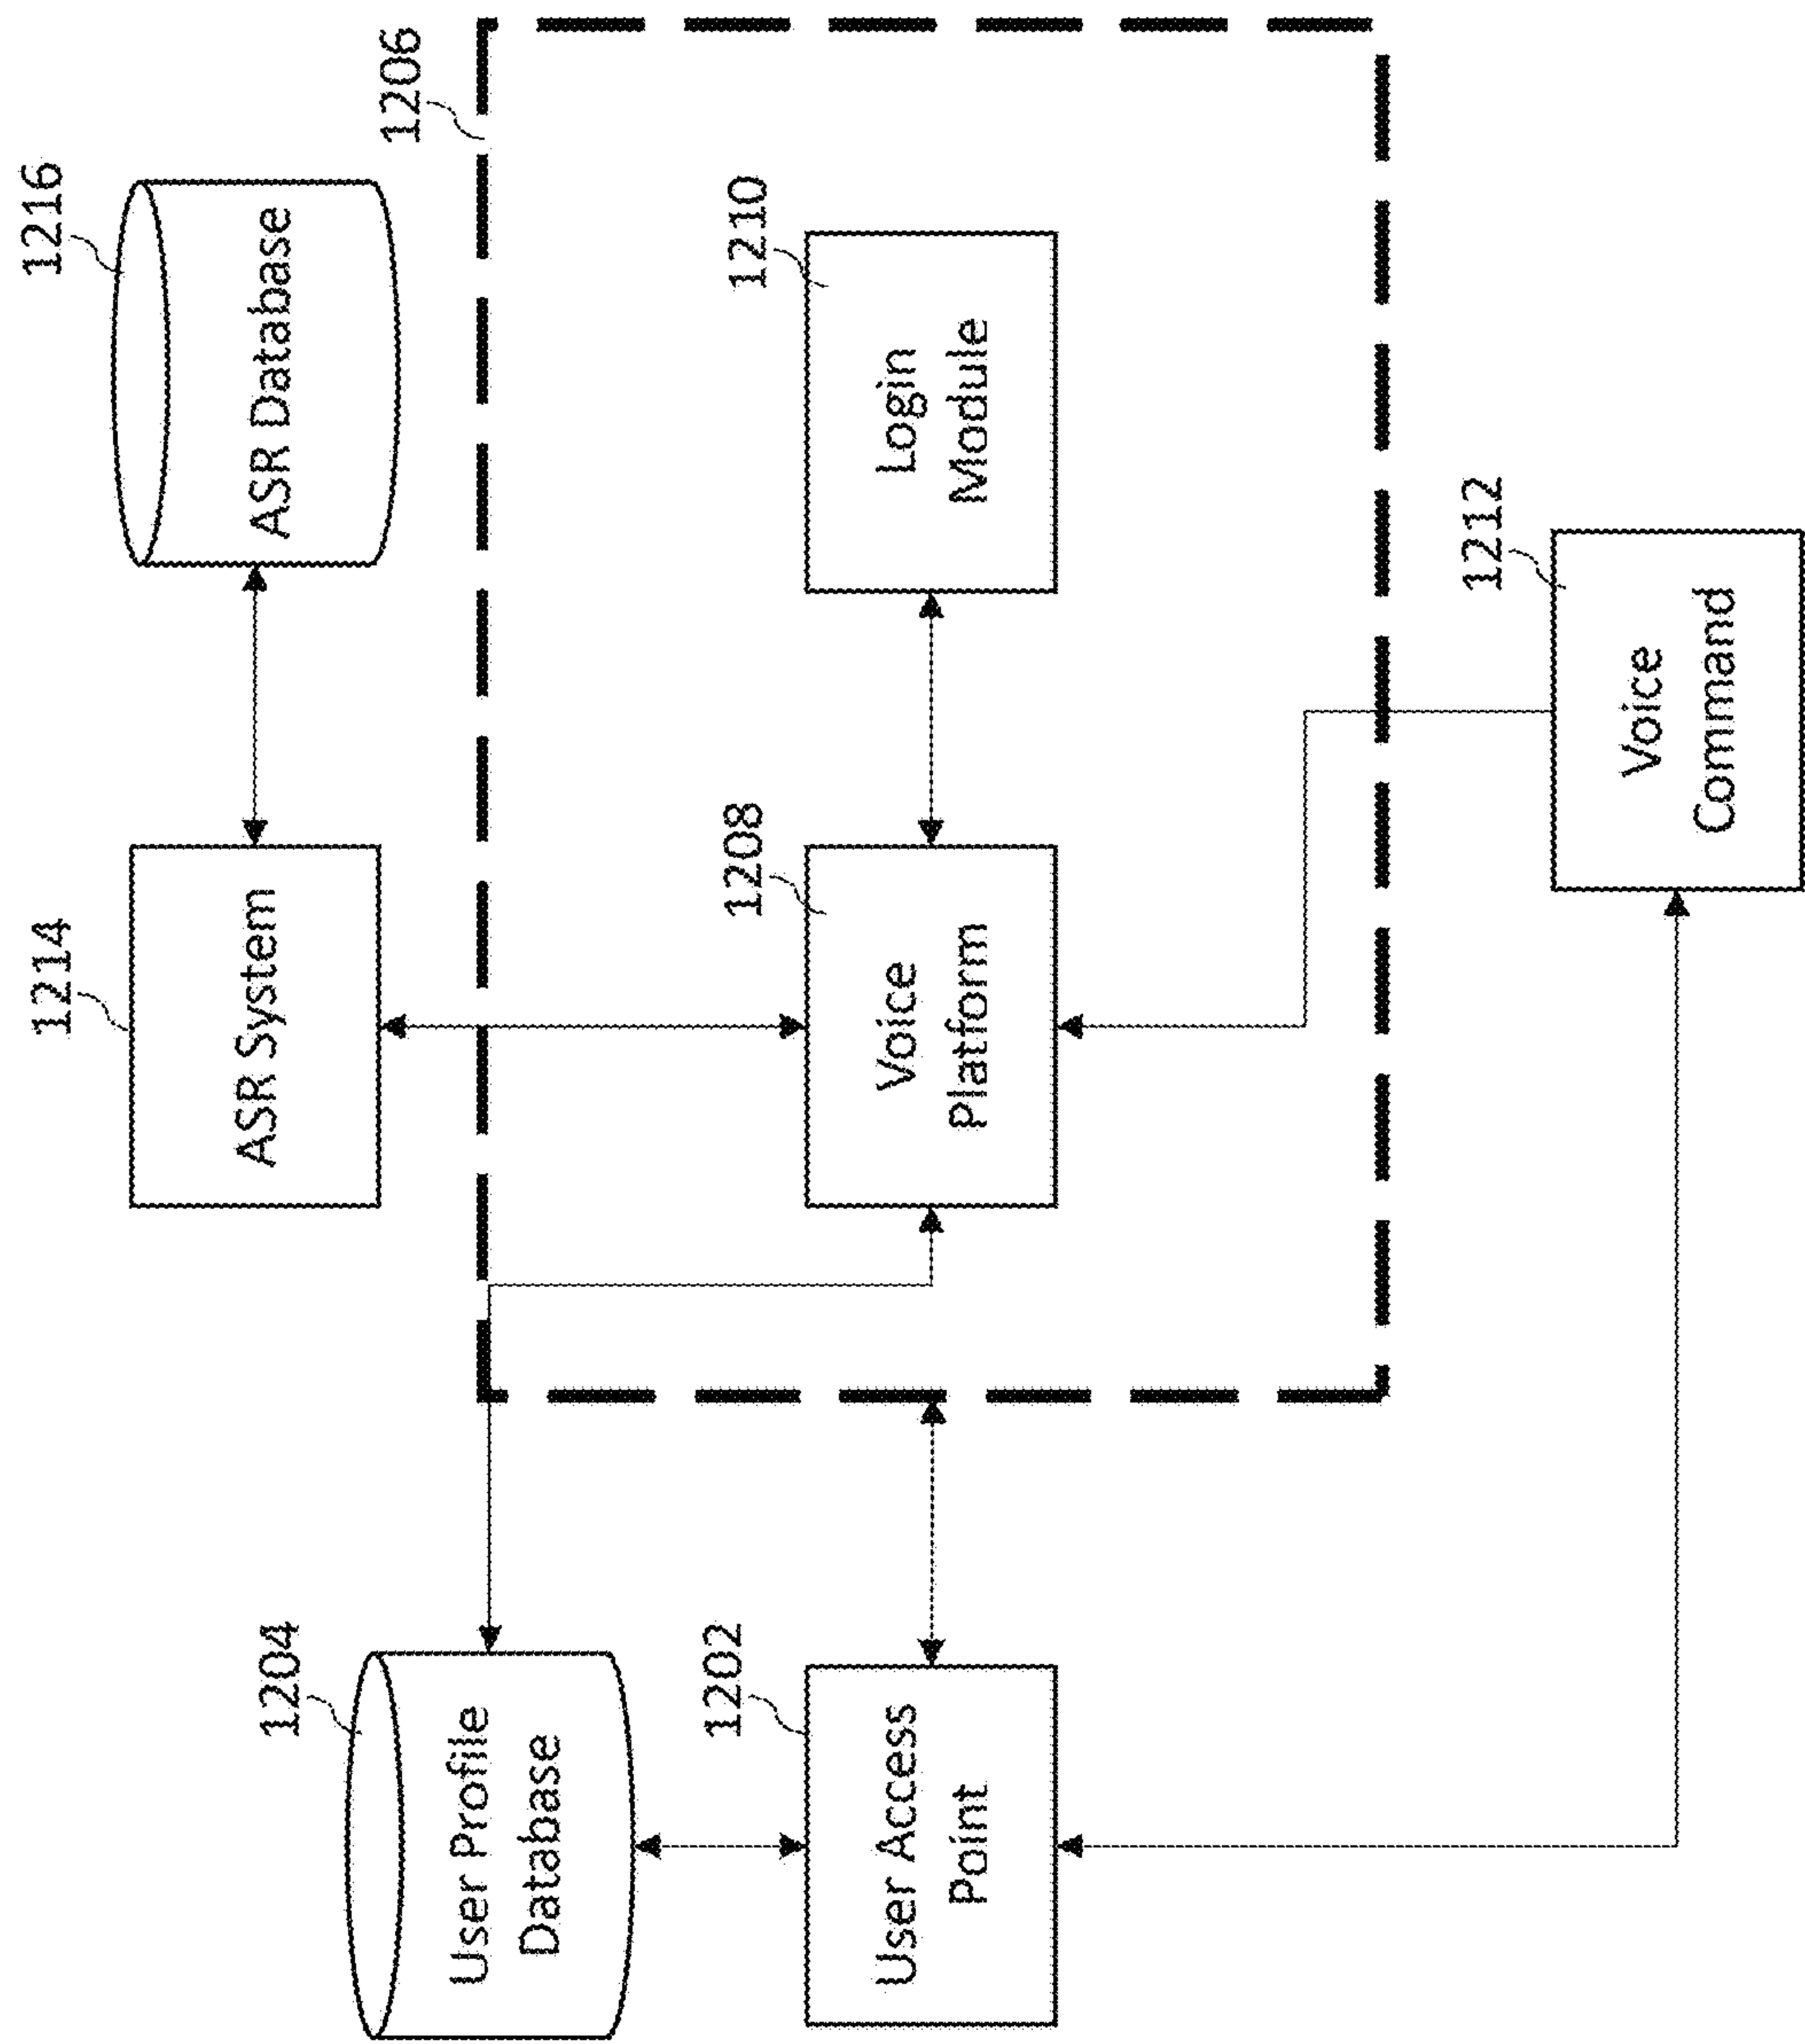 1214
ASR System
1216
ASR Database
1206
1204
User Profile
Database
1202
User Access
Point
1208
Voice
Platform
1210
Login
Module
1212
Voice
Command